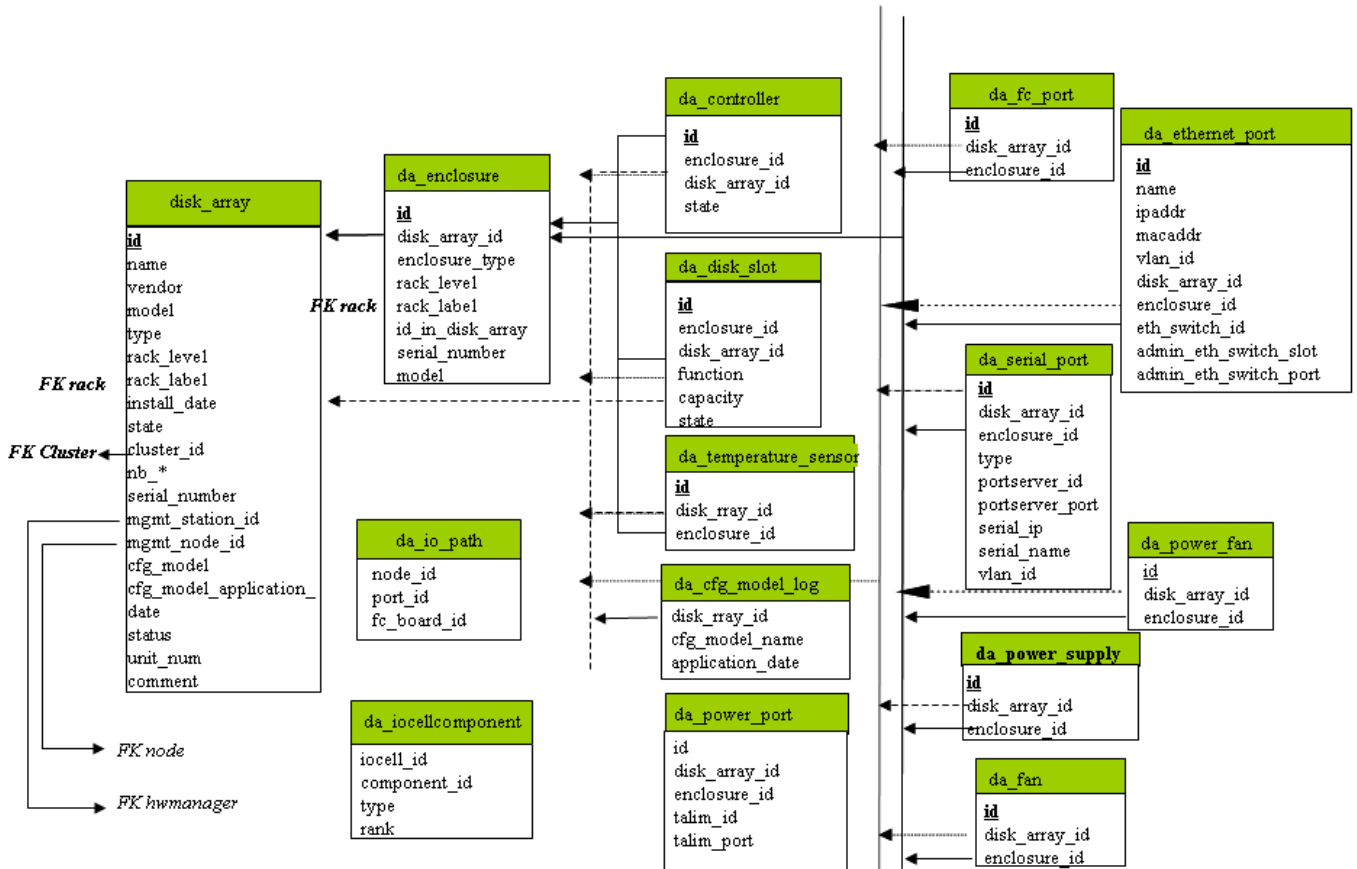 disk_array
id
name
vendor
model
type
rack_level
rack_label
install_date
state
cluster_id
nb_*
serial_number
mgmt_station_id
mgmt_node_id
cfg_model
cfg_model_application_
date
status
unit_num
comment
FK rack
FK Cluster
FK node
FK hwmanager
da_enclosure
id
disk_array_id
enclosure_type
rack_level
rack_label
id_in_disk_array
serial_number
model
FK rack
da_io_path
node_id
port_id
fc_board_id
da_iocellcomponent
iocell_id
component_id
type
rank
da_controller
id
enclosure_id
disk_array_id
state
da_disk_slot
id
enclosure_id
disk_array_id
function
capacity
state
da_temperature_sensor
id
disk_rray_id
enclosure_id
da_cfg_model_log
disk_rray_id
cfg_model_name
application_date
da_power_port
id
disk_array_id
enclosure_id
talim_id
talim_port
da_fc_port
id
disk_array_id
enclosure_id
da_ethernet_port
id
name
ipaddr
macaddr
vlan_id
disk_array_id
enclosure_id
eth_switch_id
admin_eth_switch_slot
admin_eth_switch_port
da_serial_port
id
disk_array_id
enclosure_id
type
portserver_id
portserver_port
serial_ip
serial_name
vlan_id
da_power_fan
id
disk_array_id
enclosure_id
da_power_supply
id
disk_array_id
enclosure_id
da_fan
id
disk_array_id
enclosure_id